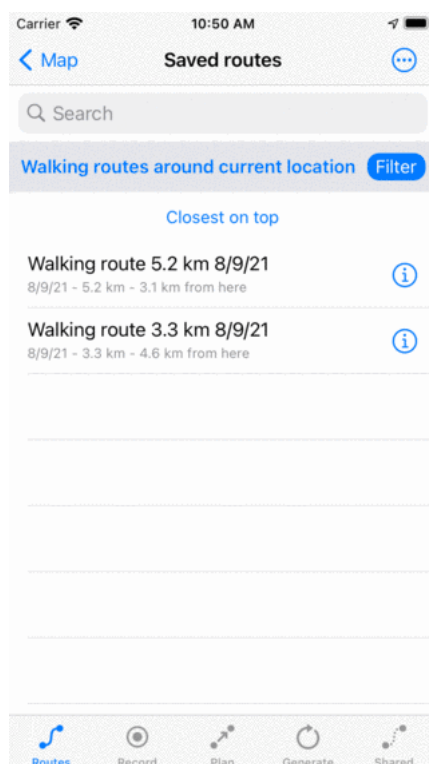 Carrier 10:50 AM
Map Saved routes
Search
Walking routes around current location Filter
Closest on top
Walking route 5.2 km 8/9/21
8/9/21 - 5.2 km - 3.1 km from here
Walking route 3.3 km 8/9/21
8/9/21 - 3.3 km - 4.6 km from here
Routes Record Plan Generate Shared